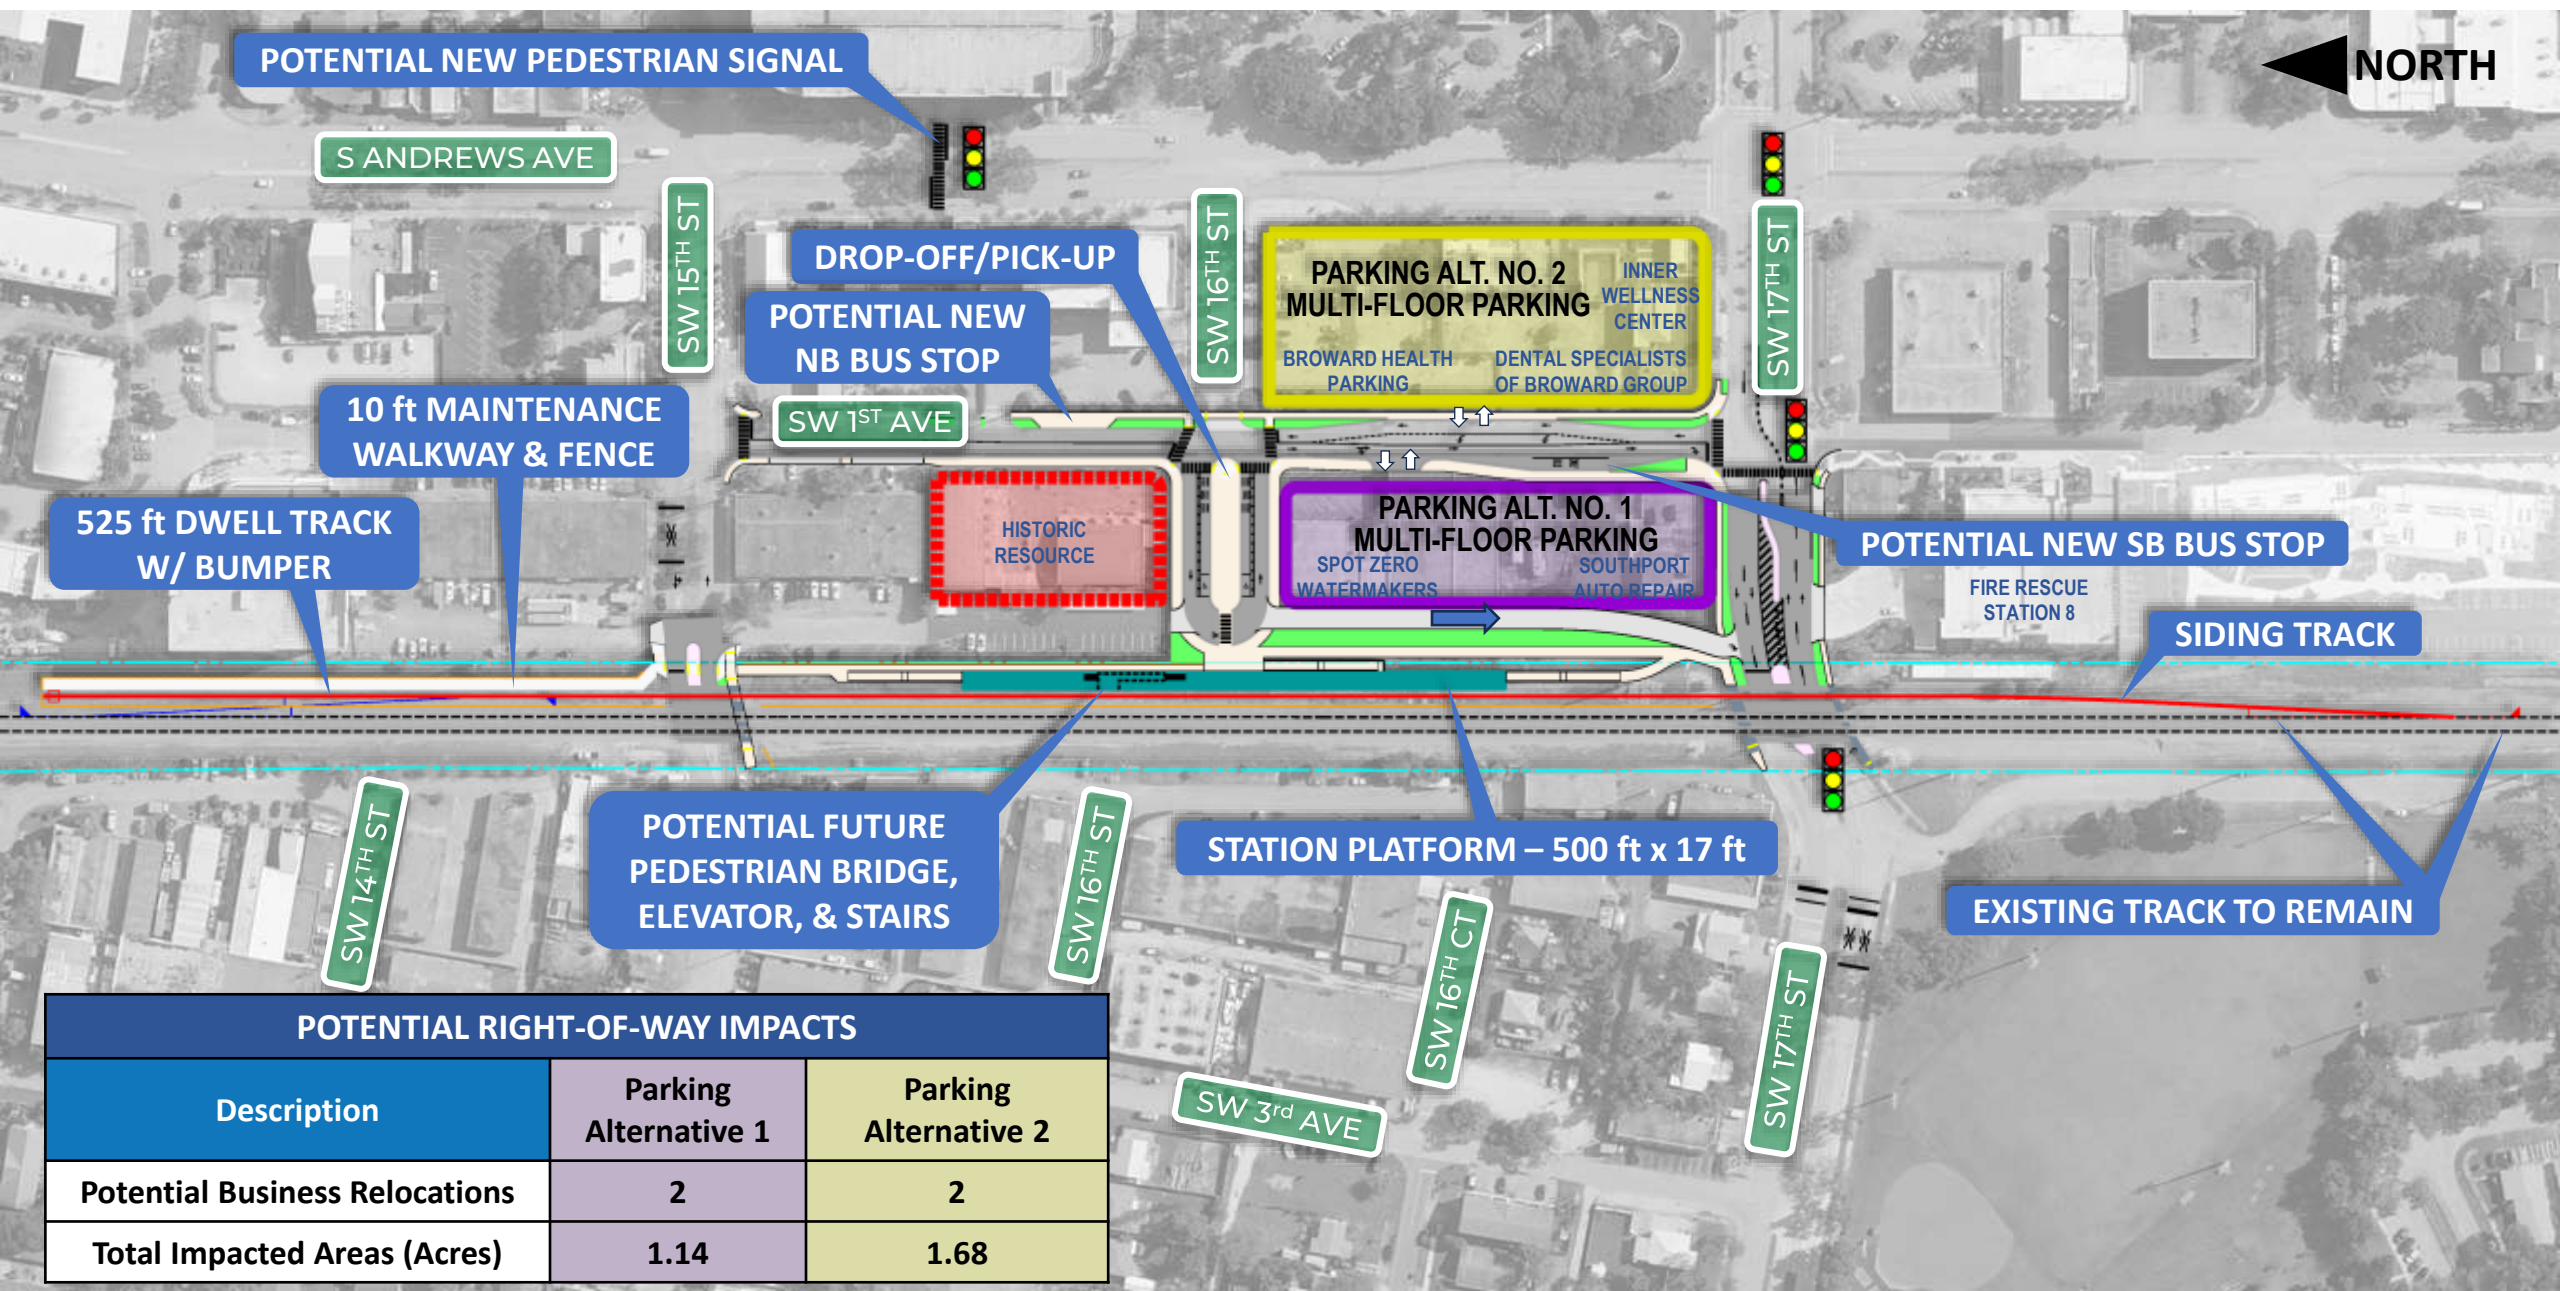 POTENTIAL NEW PEDESTRIAN SIGNAL
NORTH
S ANDREWS AVE
SW 15TH ST
SW 16TH ST
SW 17TH ST
DROP-OFF/PICK-UP
POTENTIAL NEW
NB BUS STOP
PARKING ALT. NO. 2
MULTI-FLOOR PARKING
INNER
WELLNESS
CENTER
BROWARD HEALTH
PARKING
DENTAL SPECIALISTS
OF BROWARD GROUP
10 ft MAINTENANCE
WALKWAY & FENCE
SW 1ST AVE
525 ft DWELL TRACK
W/ BUMPER
HISTORIC
RESOURCE
PARKING ALT. NO. 1
MULTI-FLOOR PARKING
SPOT ZERO
WATERMAKERS
SOUTHPORT
AUTO REPAIR
POTENTIAL NEW SB BUS STOP
FIRE RESCUE
STATION 8
SIDING TRACK
SW 14TH ST
POTENTIAL FUTURE
PEDESTRIAN BRIDGE,
ELEVATOR, & STAIRS
SW 16TH ST
STATION PLATFORM – 500 ft x 17 ft
SW 16TH CT
EXISTING TRACK TO REMAIN
SW 17TH ST
SW 3rd AVE
POTENTIAL RIGHT-OF-WAY IMPACTS
Description
Parking
Alternative 1
Parking
Alternative 2
Potential Business Relocations
2
2
Total Impacted Areas (Acres)
1.14
1.68